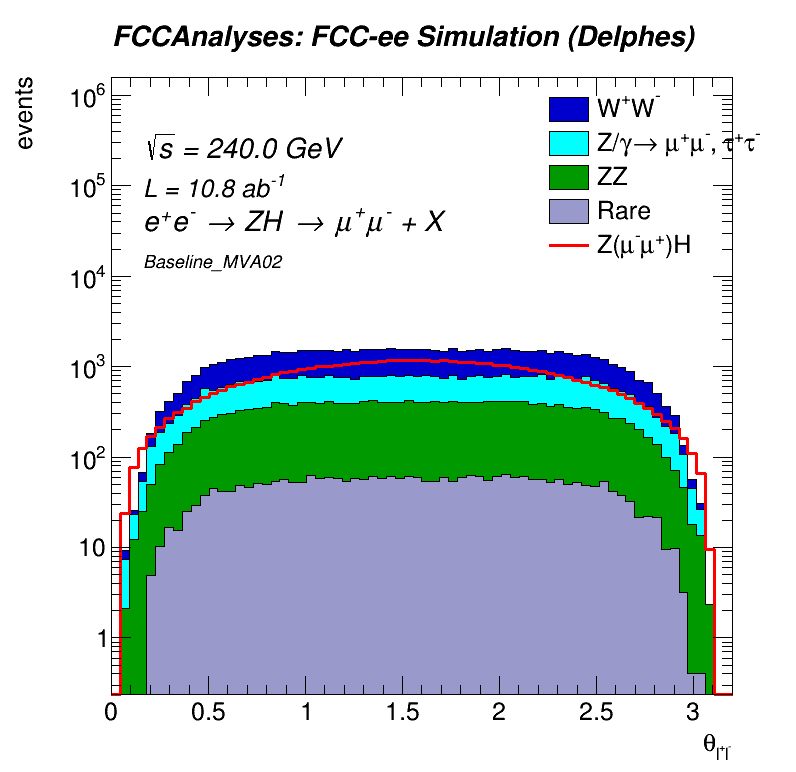 FCCAnalyses: FCC-ee Simulation (Delphes)
events
10⁶
10⁵
10⁴
10³
10²
10
1
√s = 240.0 GeV
L = 10.8 ab⁻¹
e⁺e⁻ → ZH → μ⁺μ⁻ + X
Baseline_MVA02
W⁺W⁻
Z/γ→ μ⁺μ⁻, τ⁺τ⁻
ZZ
Rare
Z(μ⁻μ⁺)H
0 0.5 1 1.5 2 2.5 3
θ_{l⁺l⁻}